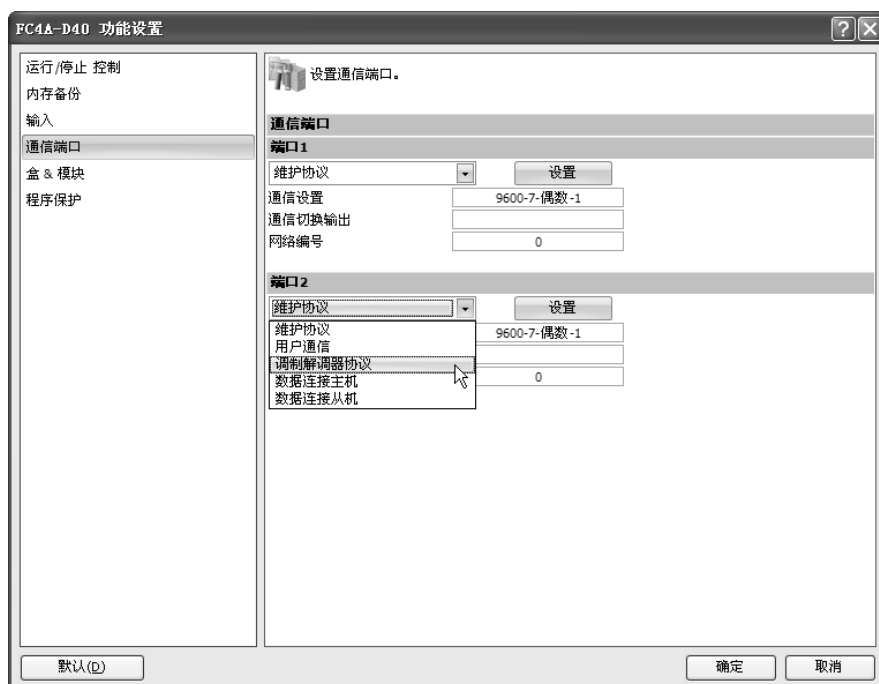 FC4A-D40 功能设置
运行/停止 控制
内存备份
输入
通信端口
盒 & 模块
程序保护
设置通信端口。
通信端口
端口1
维护协议 设置
通信设置 9600-7-偶数-1
通信切换输出
网络编号 0
端口2
维护协议 设置
维护协议 9600-7-偶数-1
用户通信
调制解调器协议
数据连接主机 0
数据连接从机
默认(D) 确定 取消